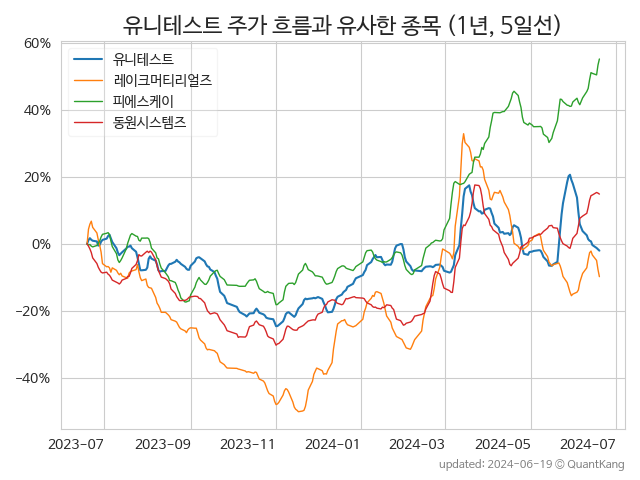 유니테스트 주가 흐름과 유사한 종목 (1년, 5일선)
60%
40%
20%
0%
−20%
−40%
유니테스트
레이크머티리얼즈
피에스케이
동원시스템즈
2023-07 2023-09 2023-11 2024-01 2024-03 2024-05 2024-07
updated: 2024-06-19 © QuantKang